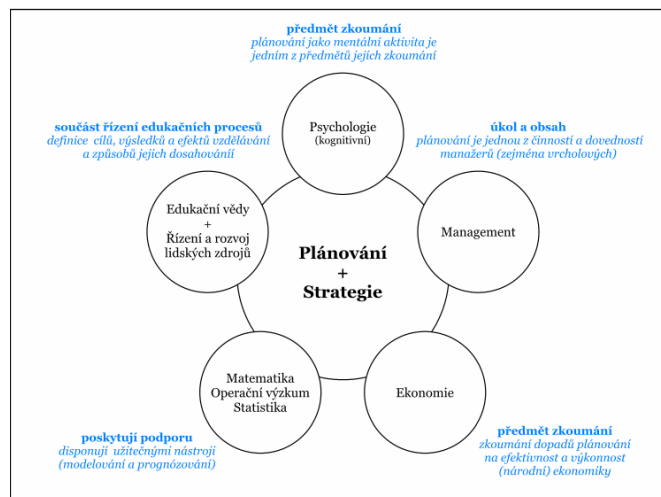 předmět zkoumání
plánování jako mentální aktivita je
jedním z předmětů jejích zkoumání
Psychologie
(kognitivní)
součást řízení edukačních procesů
definice cílů, výsledků a efektů vzdělávání
a způsobů jejich dosahováníí
úkol a obsah
plánování je jednou z činností a dovedností
manažerů (zejména vrcholových)
Edukační vědy
+
Řízení a rozvoj
lidských zdrojů
Management
Plánování
+
Strategie
Matematika
Operační výzkum
Statistika
Ekonomie
poskytují podporu
disponují užitečnými nástroji
(modelování a prognózování)
předmět zkoumání
zkoumání dopadů plánování
na efektivnost a výkonnost
(národní) ekonomiky